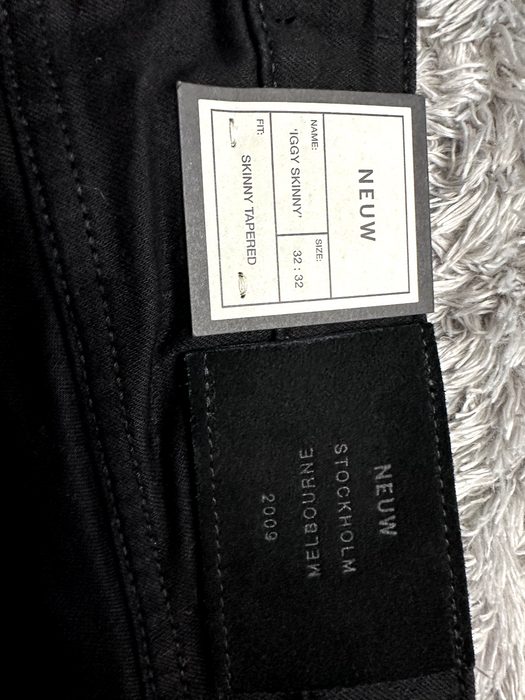 NEUW
NAME:
'IGGY SKINNY'
SIZE:
32 : 32
FIT:
SKINNY TAPERED
NEUW
STOCKHOLM
MELBOURNE
2009